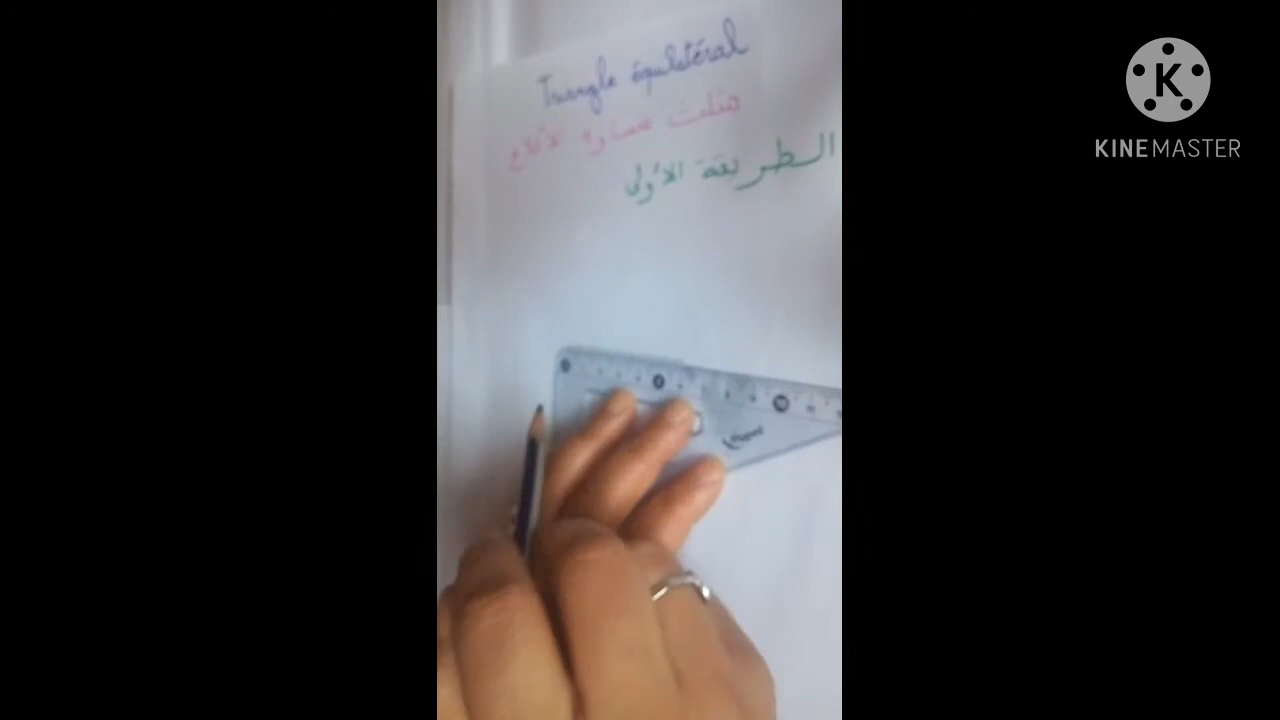 Triangle équilatéral
مثلث متساوي الأضلاع
الطريقة الأولى
K
KINEMASTER